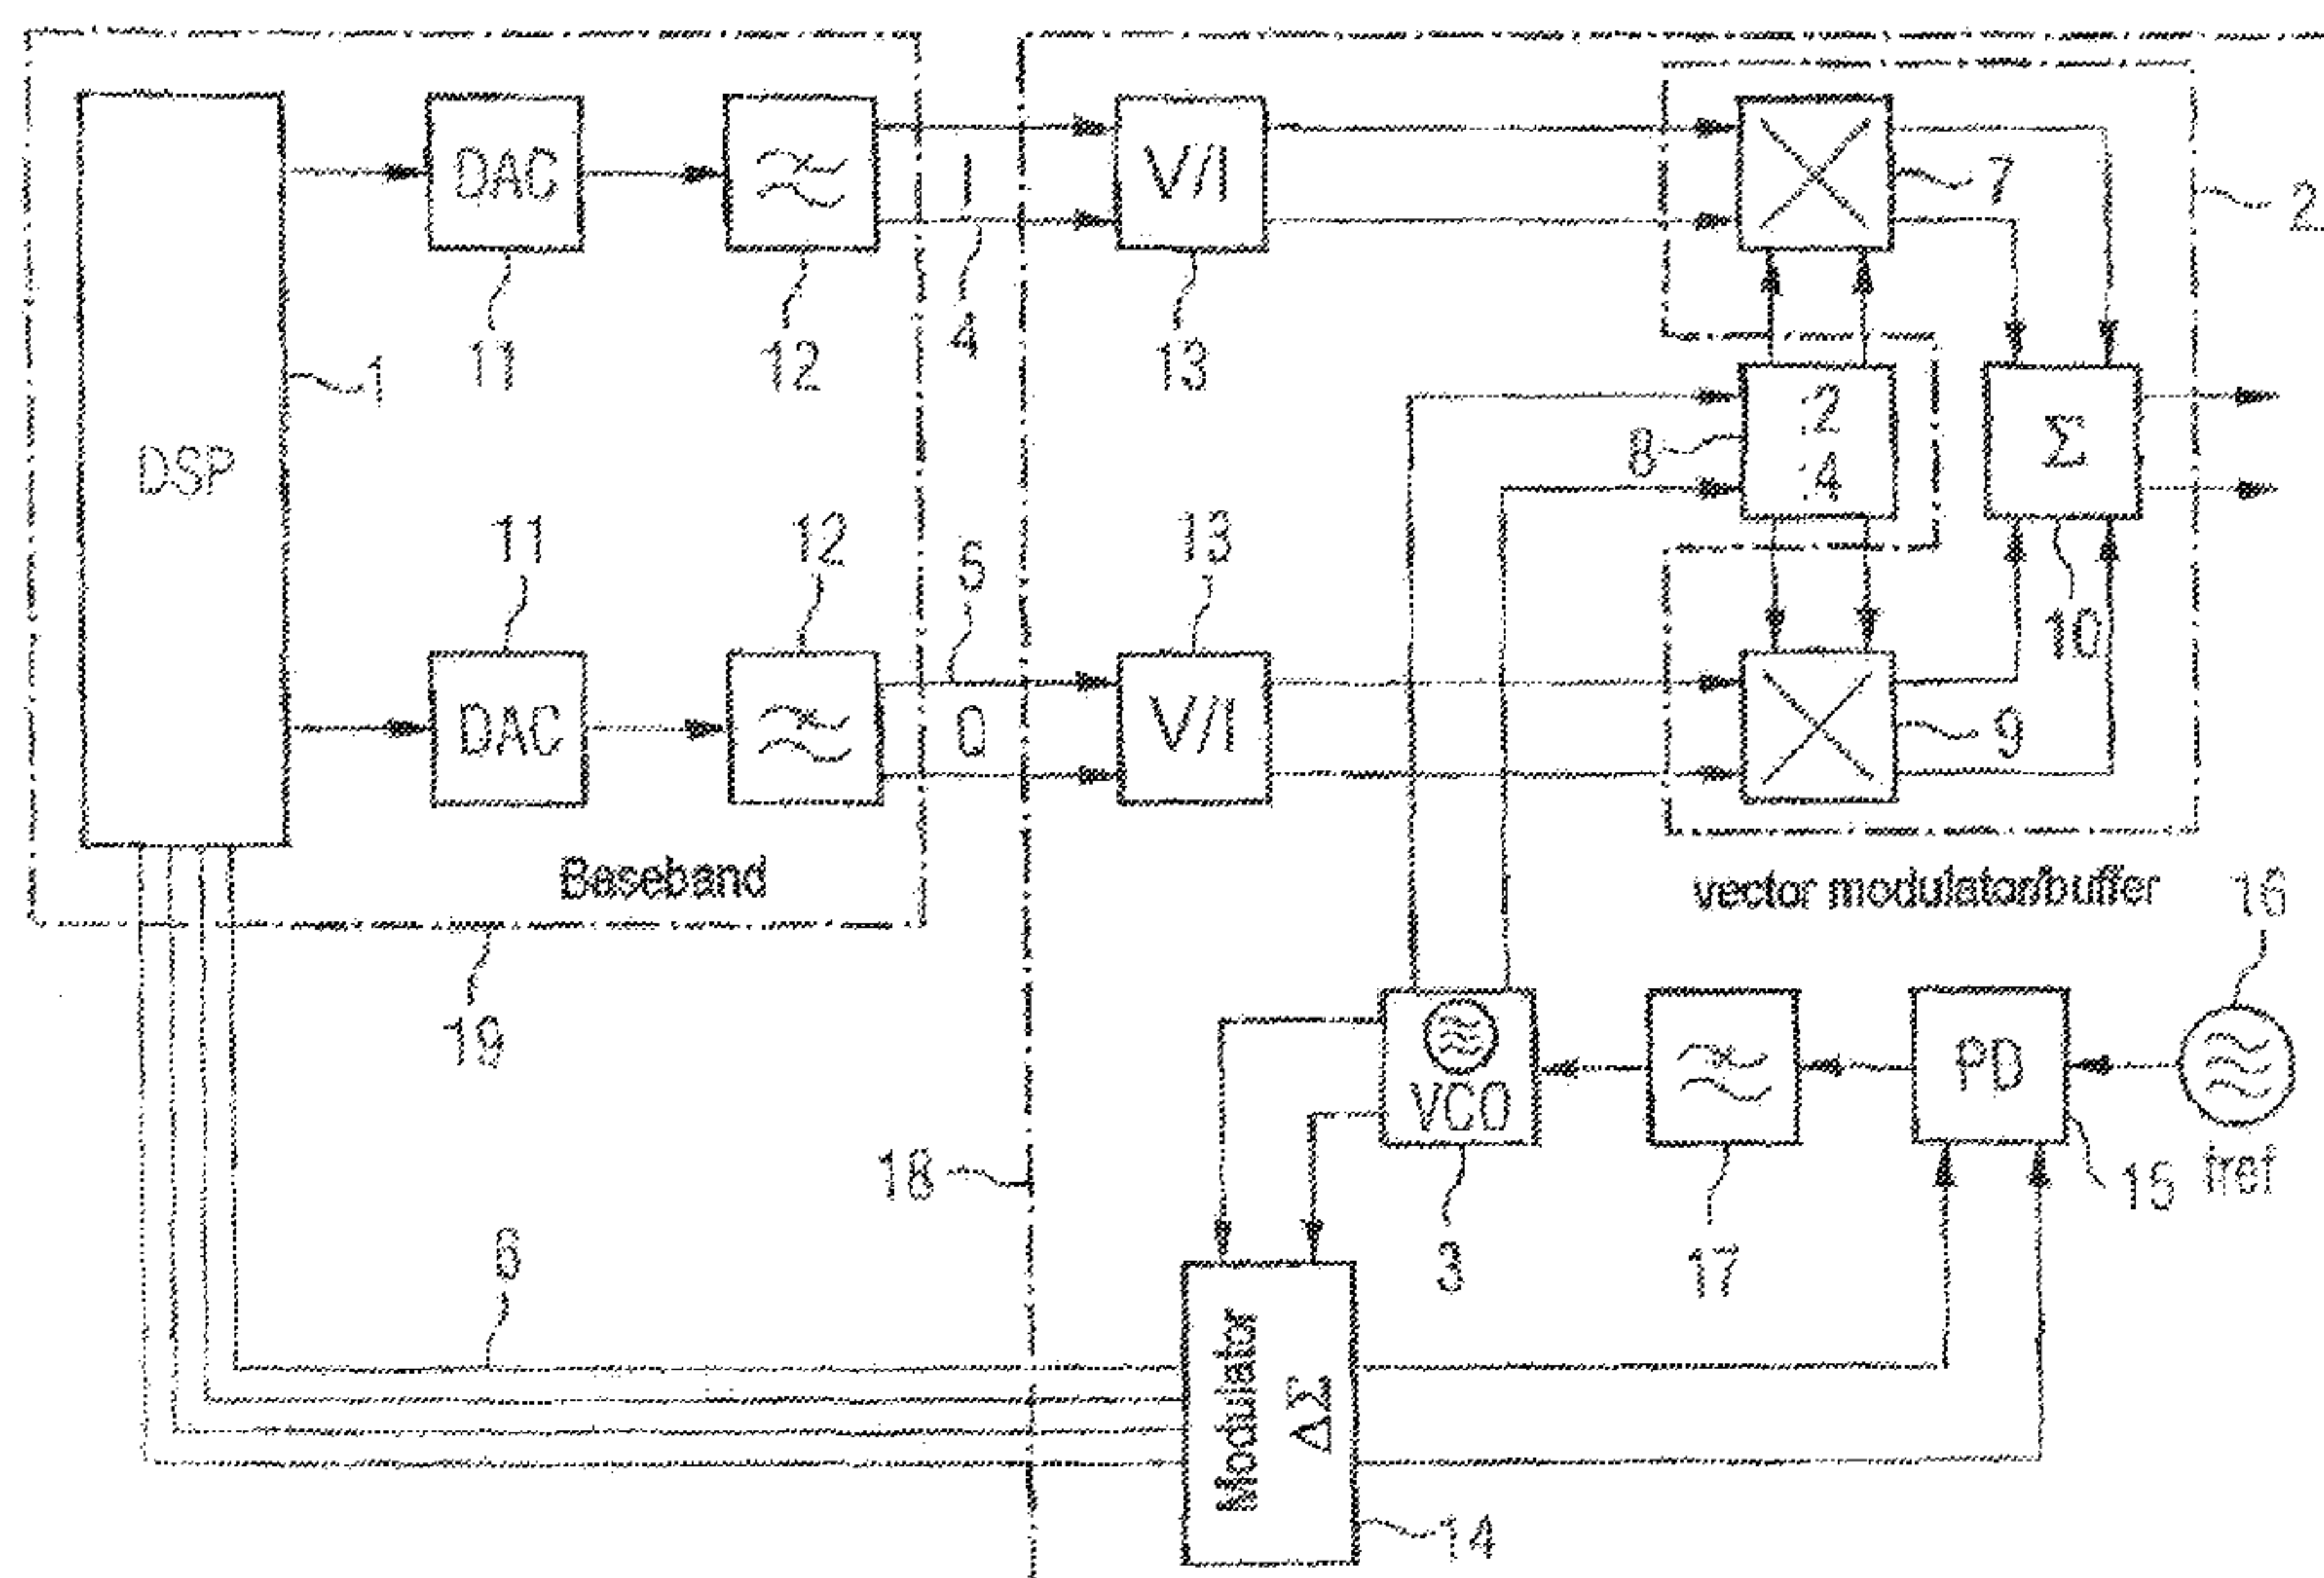 DAC
V/I
I
7
2
11
12
4
13
1
:2
:4
8
Σ
DSP
11
12
5
13
10
DAC
Q
V/I
9
Baseband
vector modulator/buffer
16
19
VCO
PD
fref
15
18
3
17
6
Modulator
ΔΣ
14